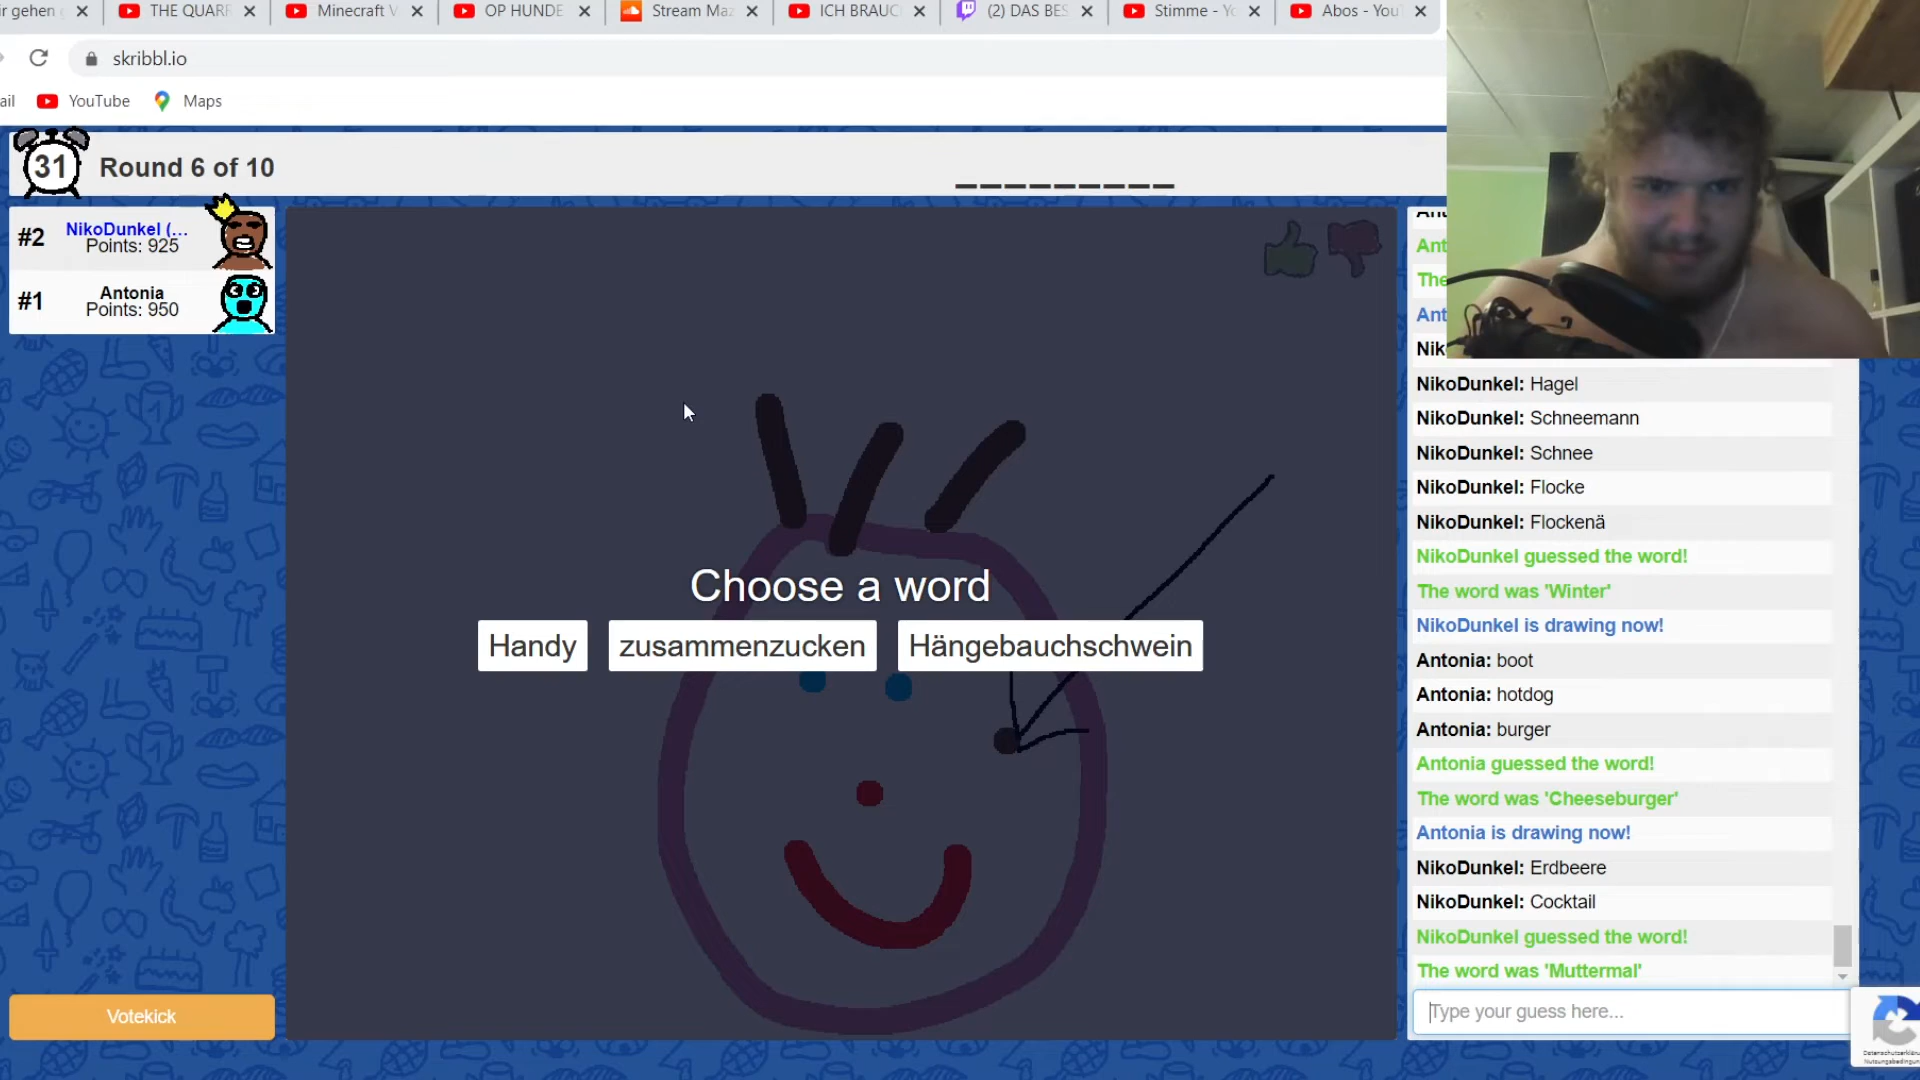 ir gehen
THE QUARR
Minecraft V
OP HUNDE
Stream Maz
ICH BRAUC
(2) DAS BES
Stimme - Yo
Abos - You
skribbl.io
ail
YouTube
Maps
31
Round 6 of 10
_________
#2
NikoDunkel (...
Points: 925
#1
Antonia
Points: 950
Choose a word
Handy
zusammenzucken
Hängebauchschwein
Ant
The
Ant
Nik
NikoDunkel: Hagel
NikoDunkel: Schneemann
NikoDunkel: Schnee
NikoDunkel: Flocke
NikoDunkel: Flockenä
NikoDunkel guessed the word!
The word was 'Winter'
NikoDunkel is drawing now!
Antonia: boot
Antonia: hotdog
Antonia: burger
Antonia guessed the word!
The word was 'Cheeseburger'
Antonia is drawing now!
NikoDunkel: Erdbeere
NikoDunkel: Cocktail
NikoDunkel guessed the word!
The word was 'Muttermal'
Type your guess here...
Votekick